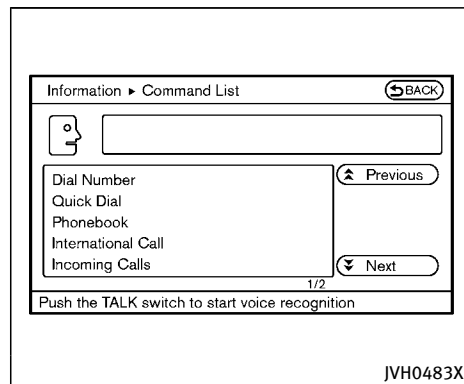 Information ▸ Command List BACK
Dial Number Previous
Quick Dial
Phonebook
International Call
Incoming Calls Next
1/2
Push the TALK switch to start voice recognition
JVH0483X